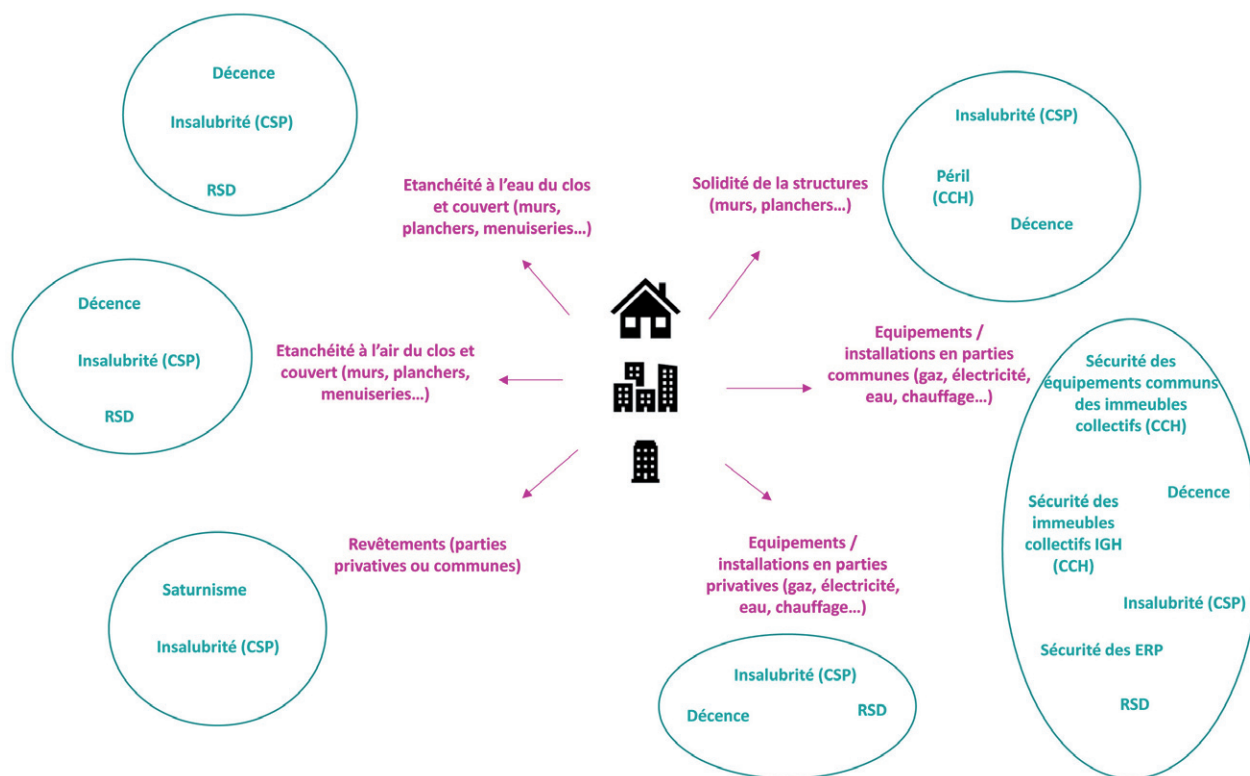 Décence
Insalubrité (CSP)
RSD
Etanchéité à l'eau du clos
et couvert (murs,
planchers, menuiseries...)
Solidité de la structures
(murs, planchers...)
Insalubrité (CSP)
Péril
(CCH)
Décence
Décence
Insalubrité (CSP)
RSD
Etanchéité à l'air du clos et
couvert (murs, planchers,
menuiseries...)
Equipements /
installations en parties
communes (gaz, électricité,
eau, chauffage...)
Sécurité des
équipements communs
des immeubles
collectifs (CCH)
Décence
Sécurité des
immeubles
collectifs IGH
(CCH)
Insalubrité (CSP)
Sécurité des ERP
RSD
Revêtements (parties
privatives ou communes)
Saturnisme
Insalubrité (CSP)
Equipements /
installations en parties
privatives (gaz, électricité,
eau, chauffage...)
Insalubrité (CSP)
Décence
RSD